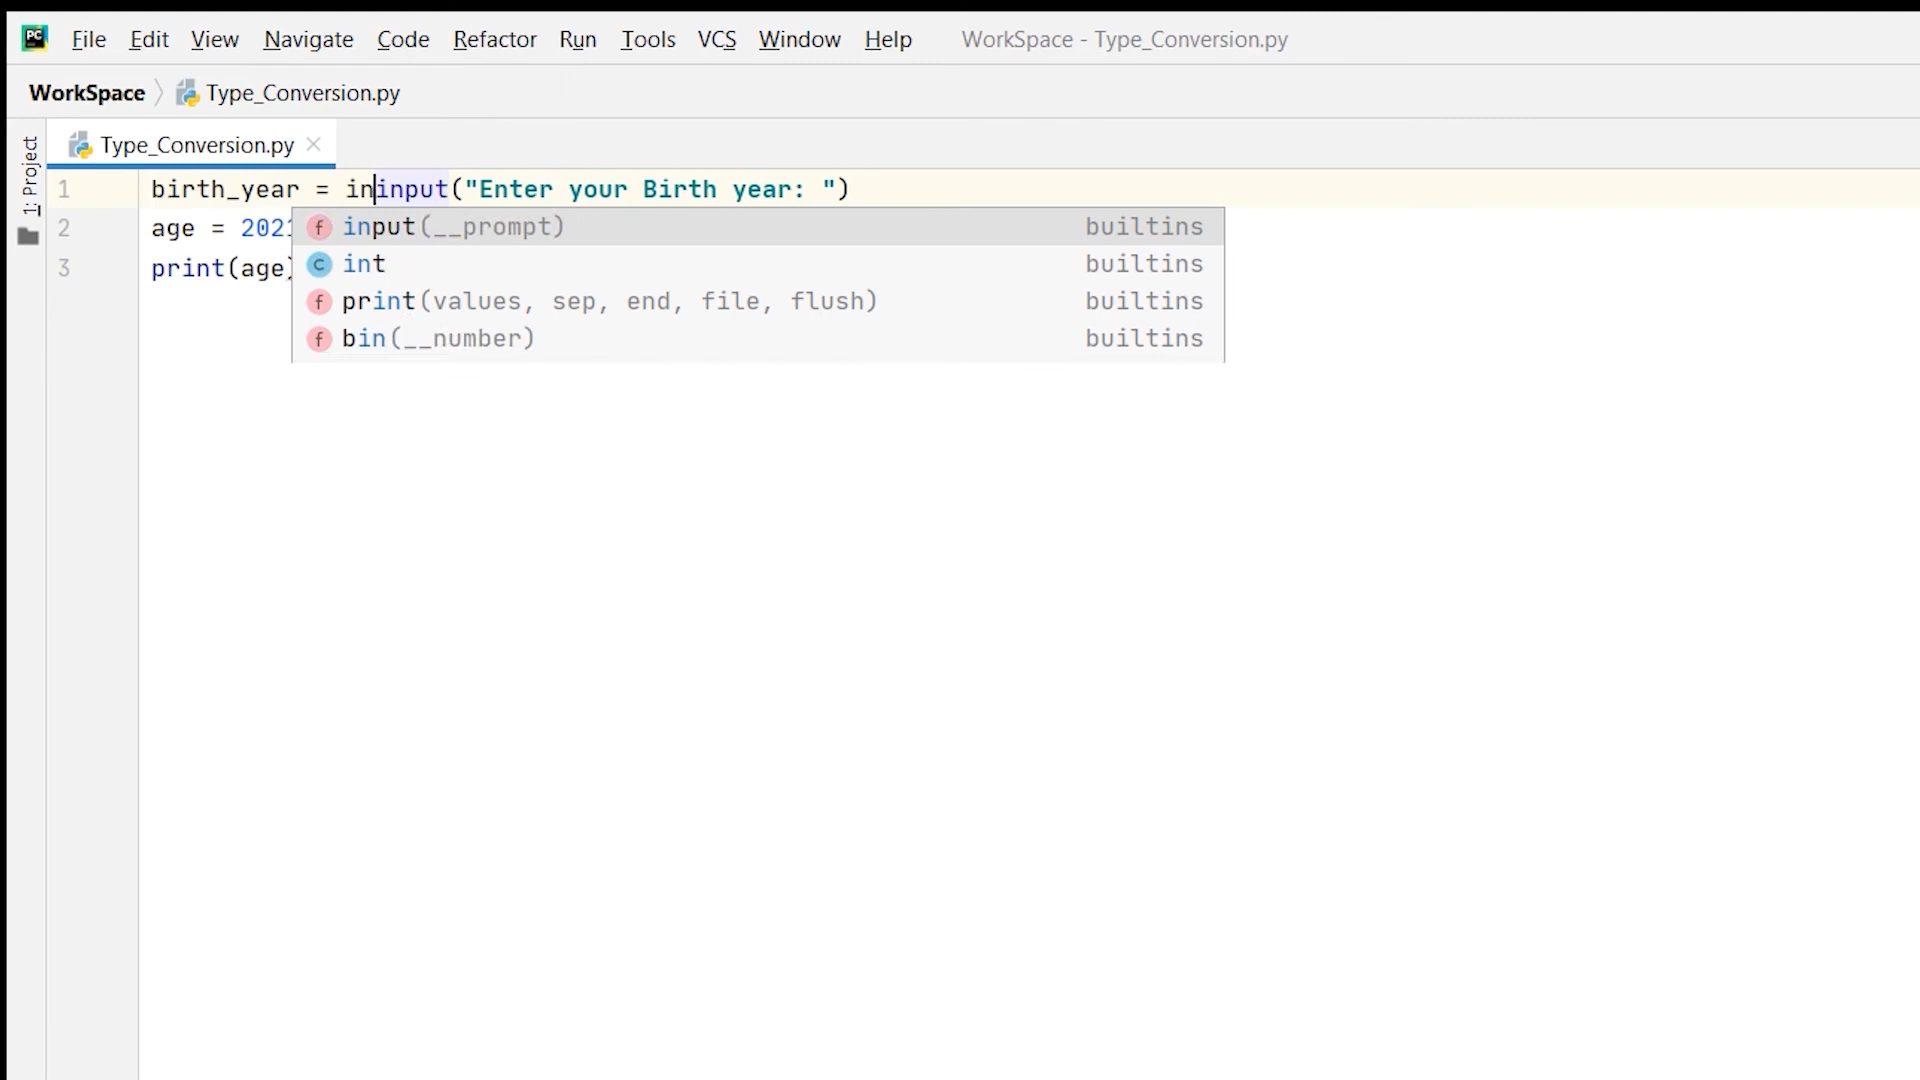 PC File Edit View Navigate Code Refactor Run Tools VCS Window Help WorkSpace - Type_Conversion.py
WorkSpace Type_Conversion.py
1: Project
Type_Conversion.py
1 birth_year = ininput("Enter your Birth year: ")
2 age = 2021
3 print(age)
f input(__prompt) builtins
c int builtins
f print(values, sep, end, file, flush) builtins
f bin(__number) builtins